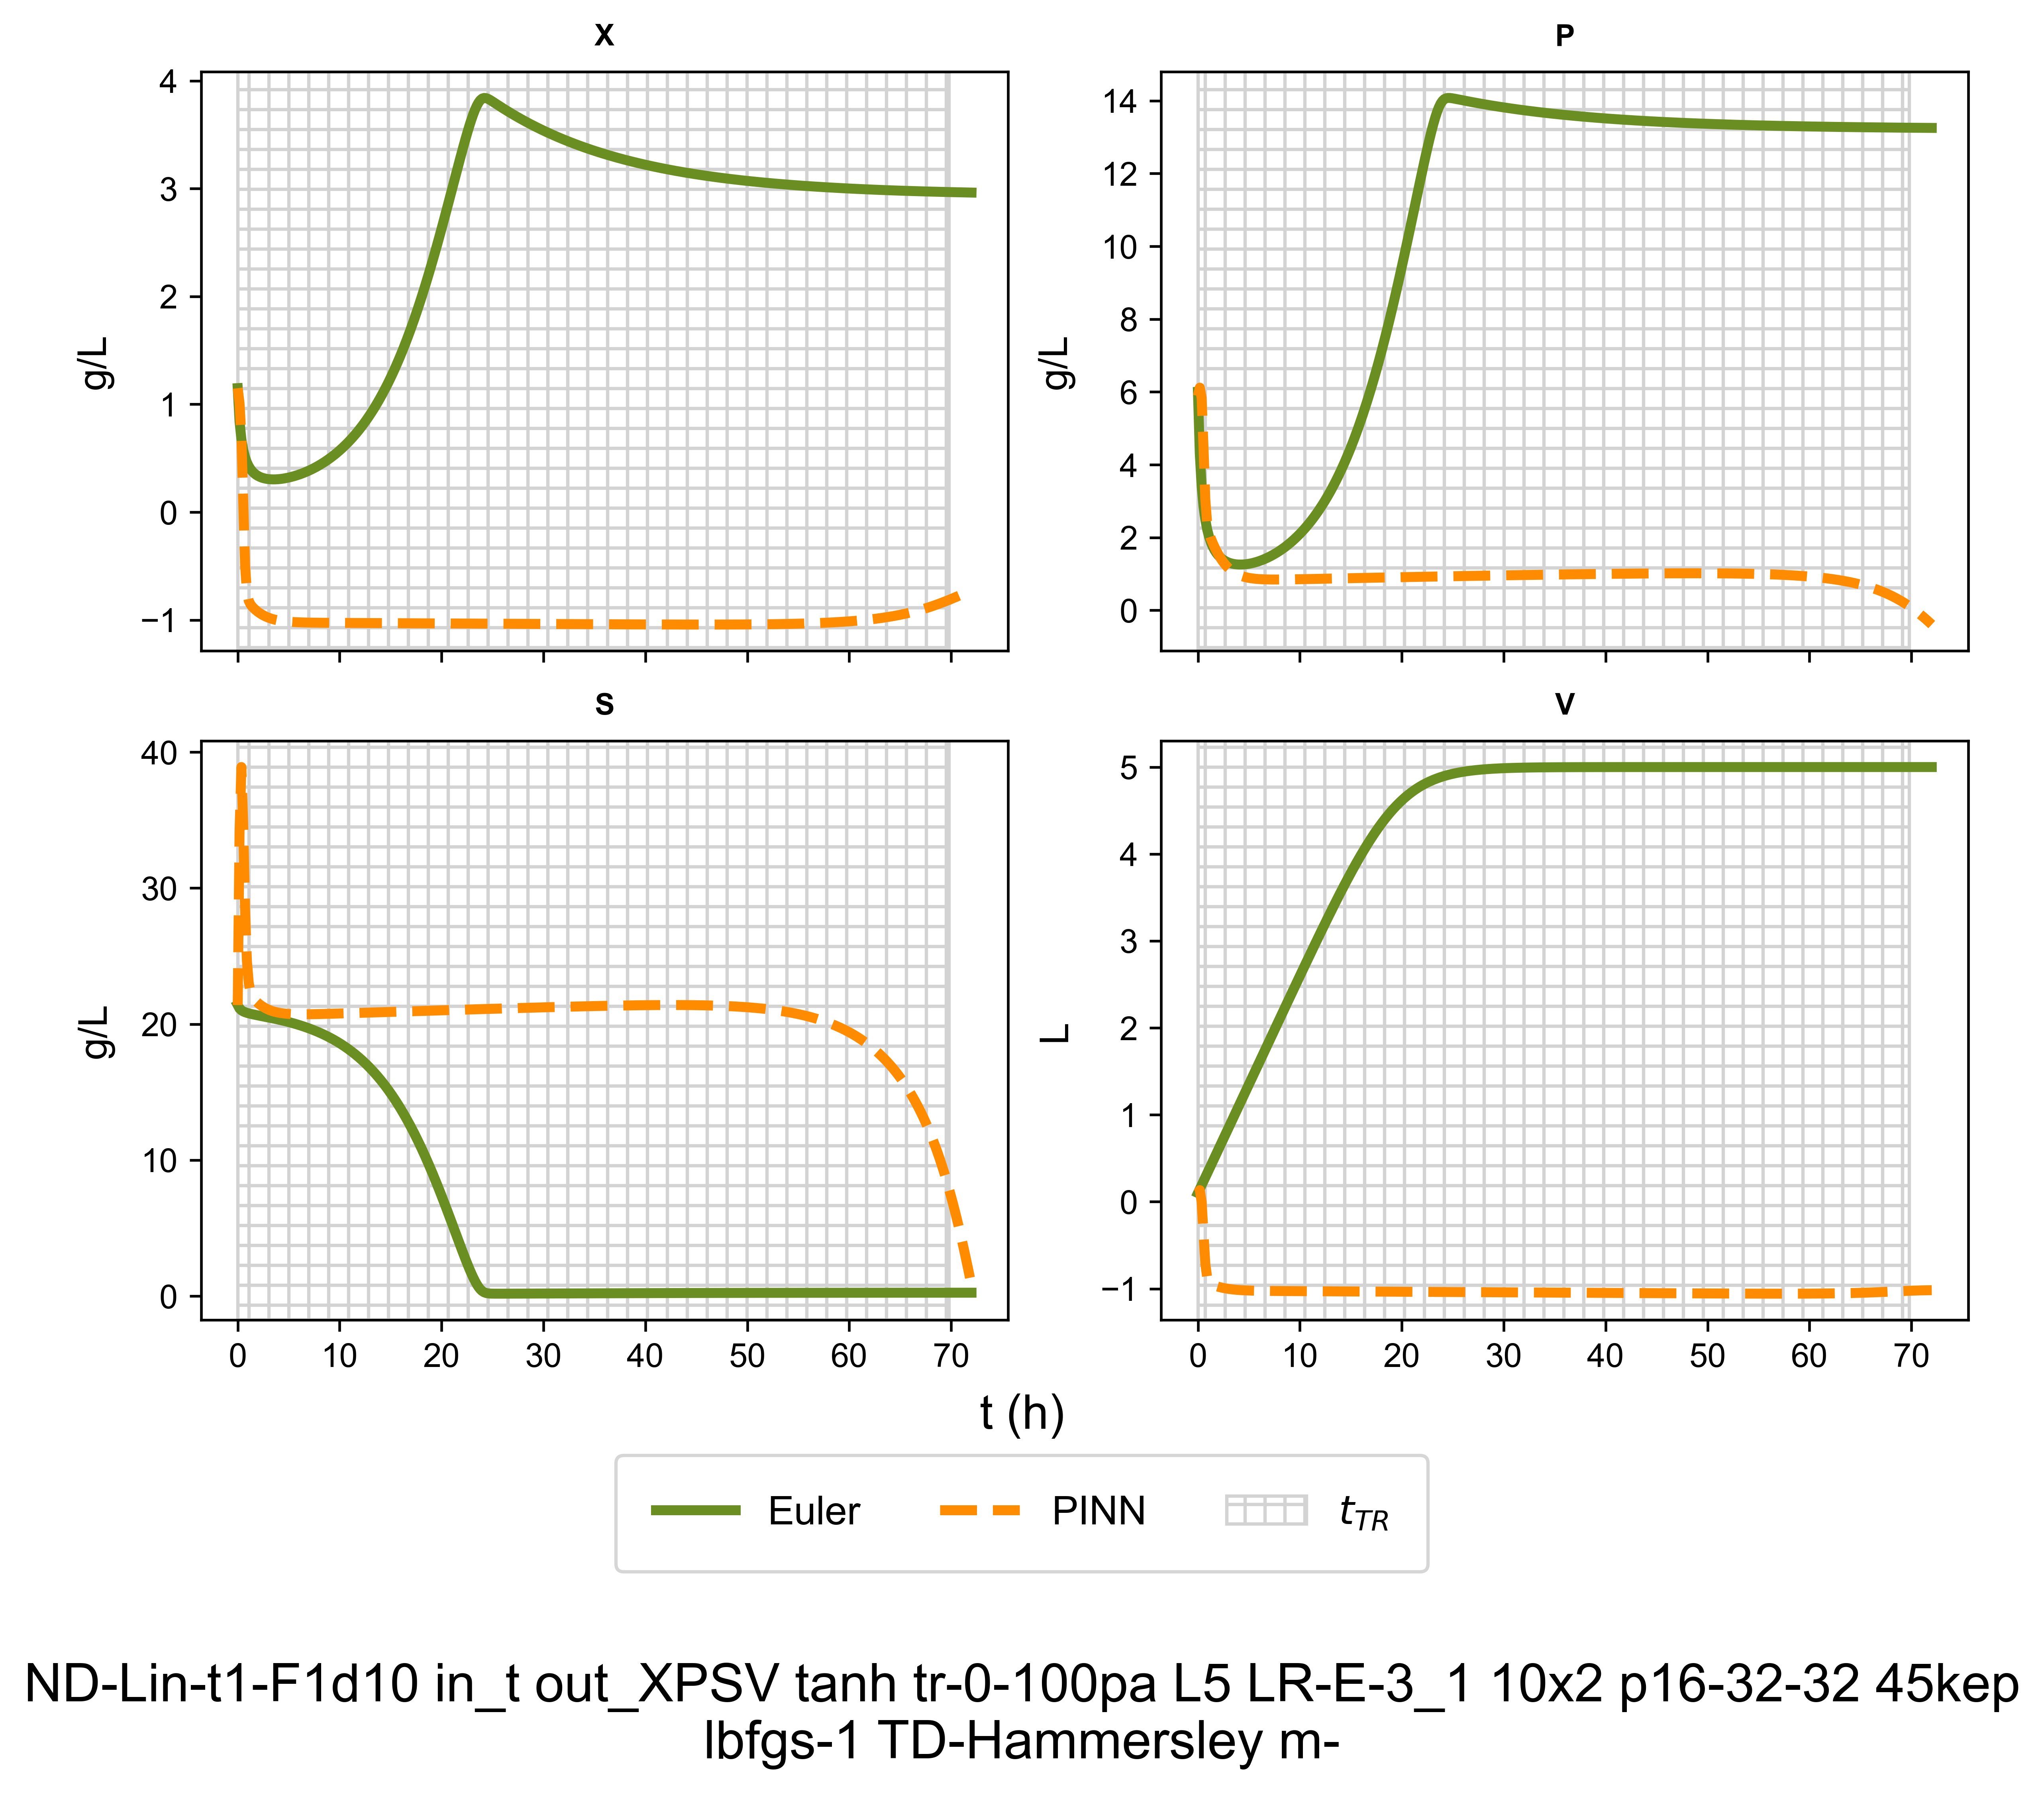 X
P
4
3
2
1
0
−1
g/L
14
12
10
8
6
4
2
0
g/L
S
V
40
30
20
10
0
g/L
5
4
3
2
1
0
−1
L
0 10 20 30 40 50 60 70
0 10 20 30 40 50 60 70
t (h)
Euler PINN t_TR
ND-Lin-t1-F1d10 in_t out_XPSV tanh tr-0-100pa L5 LR-E-3_1 10x2 p16-32-32 45kep
lbfgs-1 TD-Hammersley m-